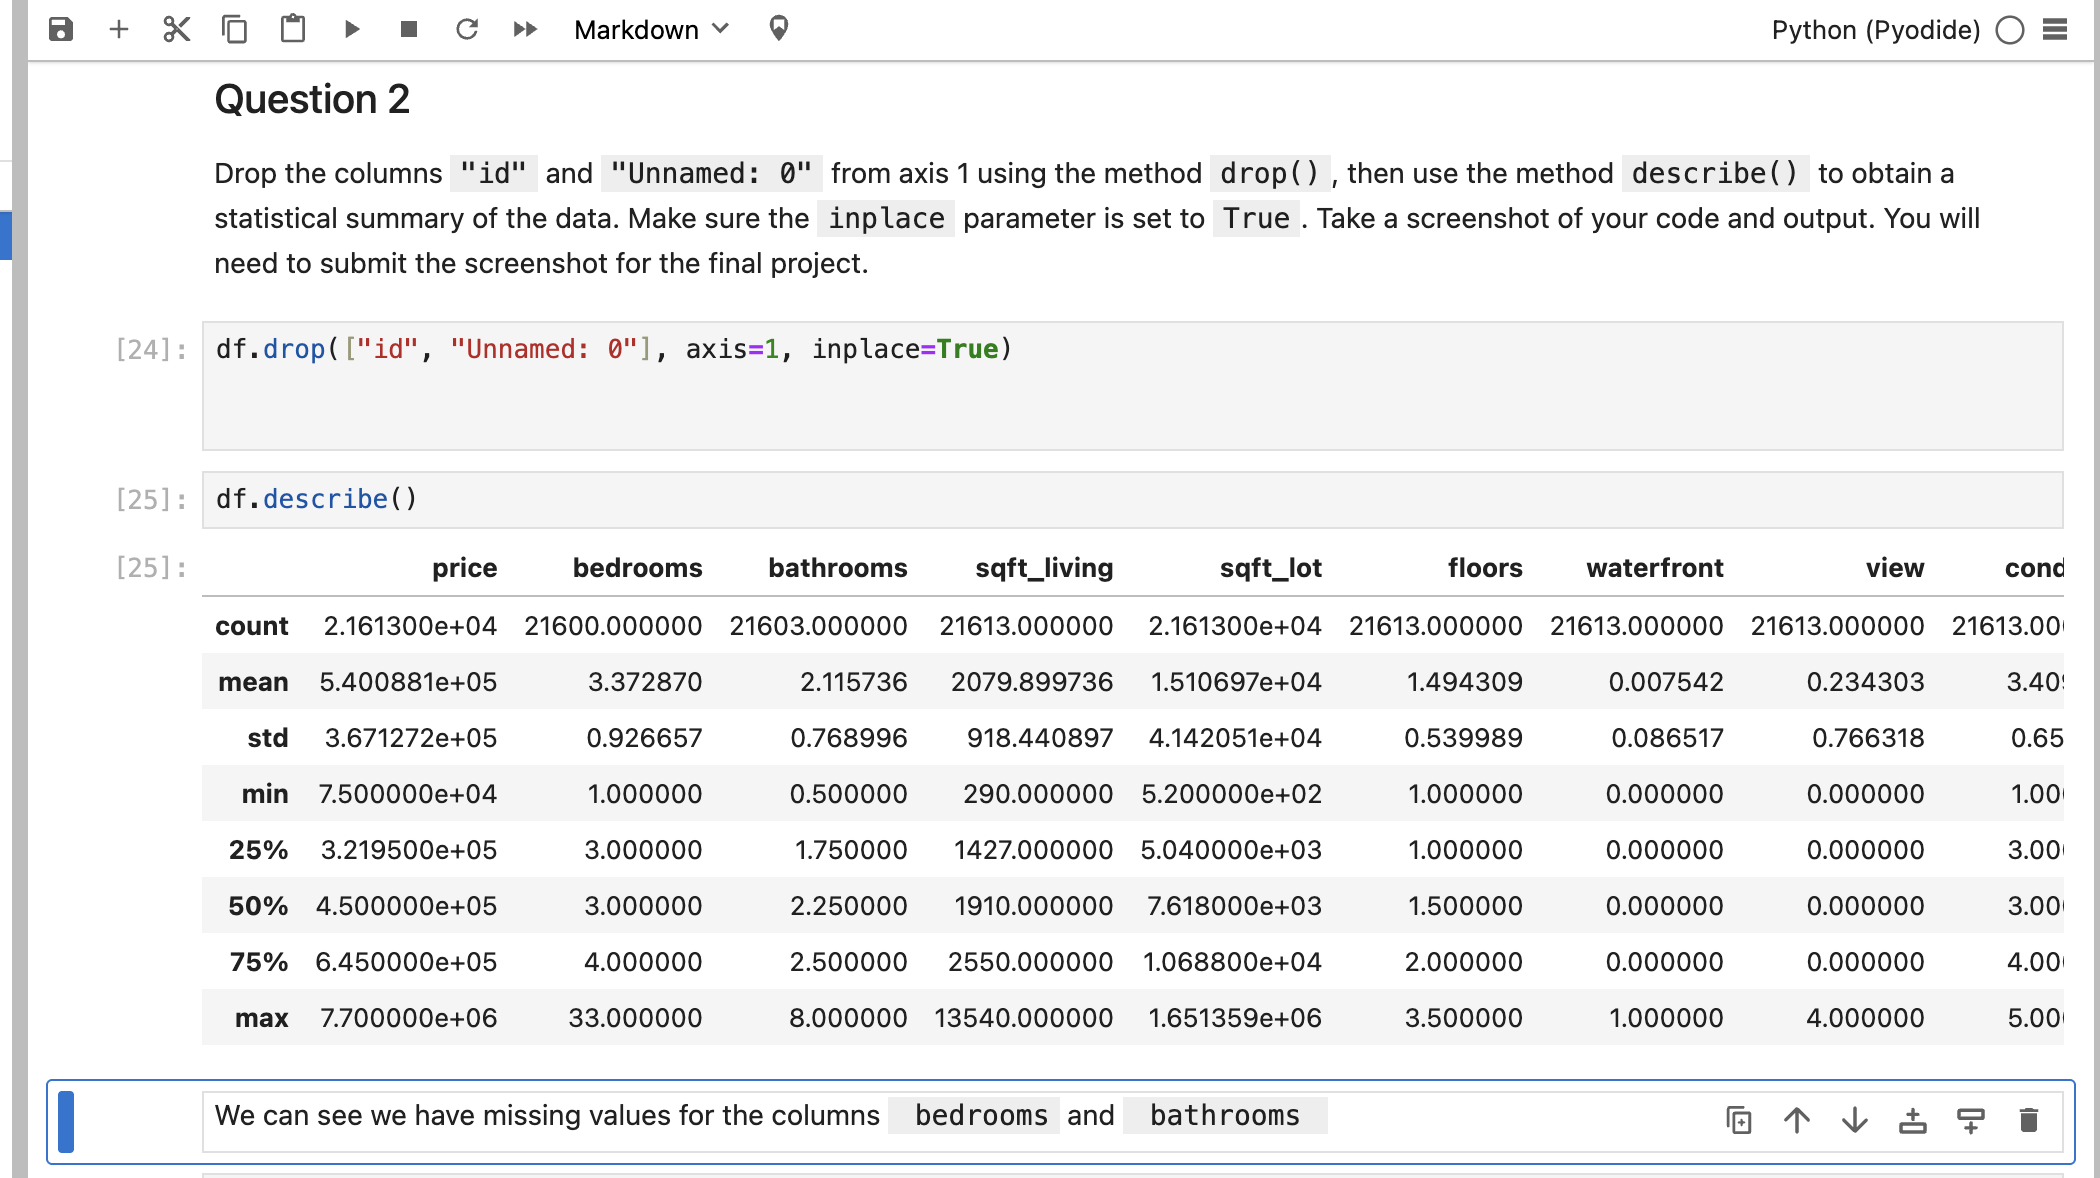 Markdown Python (Pyodide)
Question 2
Drop the columns "id" and "Unnamed: 0" from axis 1 using the method drop(), then use the method describe() to obtain a
statistical summary of the data. Make sure the inplace parameter is set to True. Take a screenshot of your code and output. You will
need to submit the screenshot for the final project.
[24]: df.drop(["id", "Unnamed: 0"], axis=1, inplace=True)
[25]: df.describe()
[25]: price bedrooms bathrooms sqft_living sqft_lot floors waterfront view cond
count 2.161300e+04 21600.000000 21603.000000 21613.000000 2.161300e+04 21613.000000 21613.000000 21613.000000 21613.00
mean 5.400881e+05 3.372870 2.115736 2079.899736 1.510697e+04 1.494309 0.007542 0.234303 3.409
std 3.671272e+05 0.926657 0.768996 918.440897 4.142051e+04 0.539989 0.086517 0.766318 0.65
min 7.500000e+04 1.000000 0.500000 290.000000 5.200000e+02 1.000000 0.000000 0.000000 1.00
25% 3.219500e+05 3.000000 1.750000 1427.000000 5.040000e+03 1.000000 0.000000 0.000000 3.00
50% 4.500000e+05 3.000000 2.250000 1910.000000 7.618000e+03 1.500000 0.000000 0.000000 3.00
75% 6.450000e+05 4.000000 2.500000 2550.000000 1.068800e+04 2.000000 0.000000 0.000000 4.00
max 7.700000e+06 33.000000 8.000000 13540.000000 1.651359e+06 3.500000 1.000000 4.000000 5.00
We can see we have missing values for the columns bedrooms and bathrooms